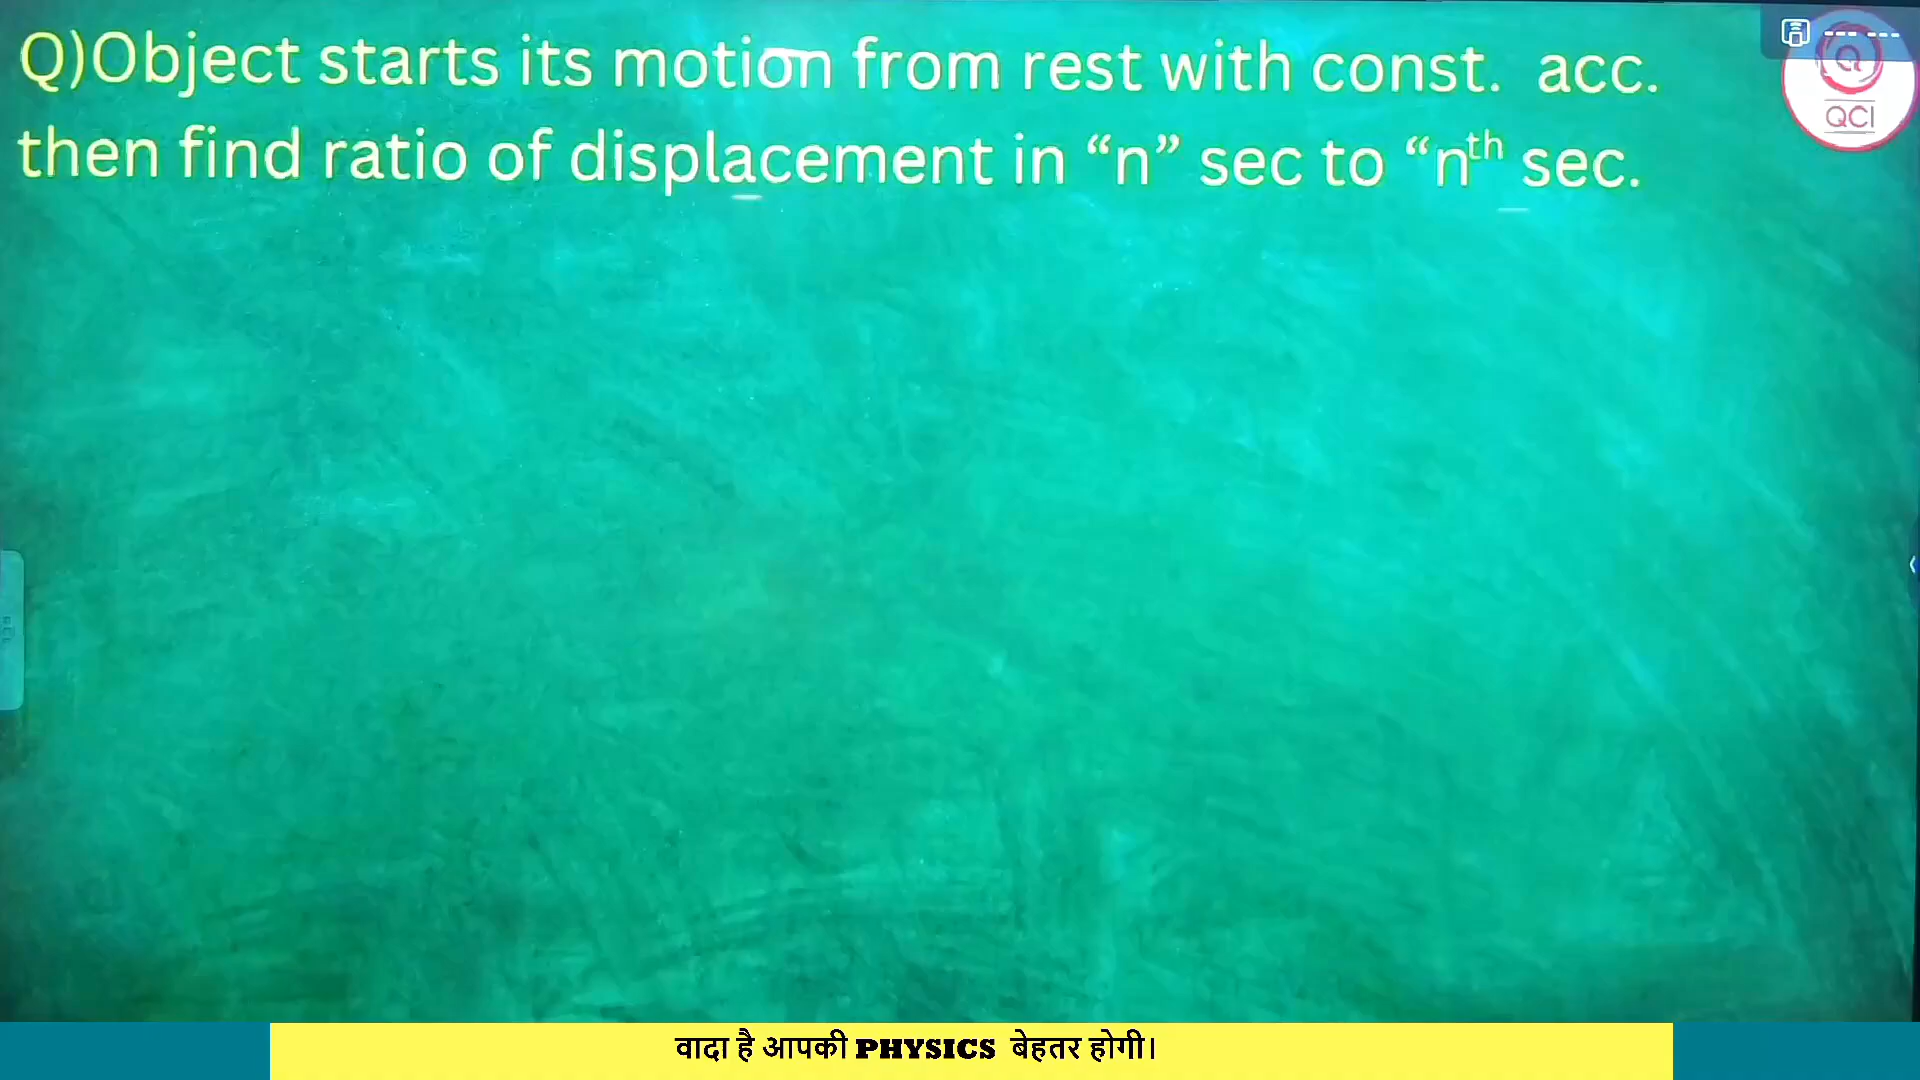 Q)Object starts its motion from rest with const. acc.
then find ratio of displacement in “n” sec to “nth sec.
QCI
वादा है आपकी PHYSICS बेहतर होगी।